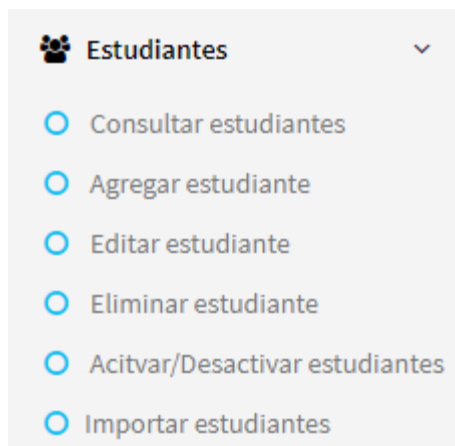 Estudiantes
Consultar estudiantes
Agregar estudiante
Editar estudiante
Eliminar estudiante
Acitvar/Desactivar estudiantes
Importar estudiantes